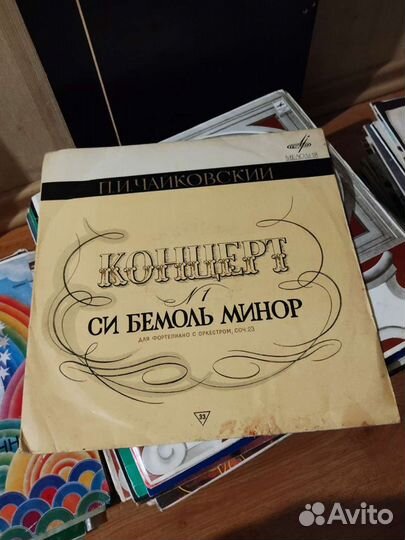 МЕЛОДИЯ
П.И.ЧАЙКОВСКИЙ
КОНЦЕРТ
№1
СИ БЕМОЛЬ МИНОР
ДЛЯ ФОРТЕПИАНО С ОРКЕСТРОМ, СОЧ. 23
33
Avito